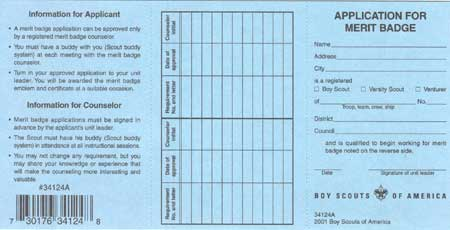 Information for Applicant
• A merit badge application can be approved only
by a registered merit badge counselor.
• You must have a buddy with you (Scout buddy
system) at each meeting with the merit badge
counselor.
• Turn in your approved application to your unit
leader. You will be awarded the merit badge
emblem and certificate at a suitable occasion.
Information for Counselor
• Merit badge applications must be signed in
advance by the applicant's unit leader.
• The Scout must have his buddy (Scout buddy
system) in attendance at all instructional sessions.
• You may not change any requirement, but you
may share your knowledge or experience that
will make the counseling more interesting and
valuable.
#34124A
7 30176 34124 8
Counselor
initial
Date of
approval
Requirement
No. and letter
Counselor
initial
Date of
approval
Requirement
No. and letter
APPLICATION FOR
MERIT BADGE
Name
Address
City
is a registered
□ Boy Scout □ Varsity Scout □ Venturer
of No.
Troop, team, crew, ship
District
Council
and is qualified to begin working for merit
badge noted on the reverse side.
Date Signature of unit leader
BOY SCOUTS OF AMERICA
34124A
2001 Boy Scouts of America